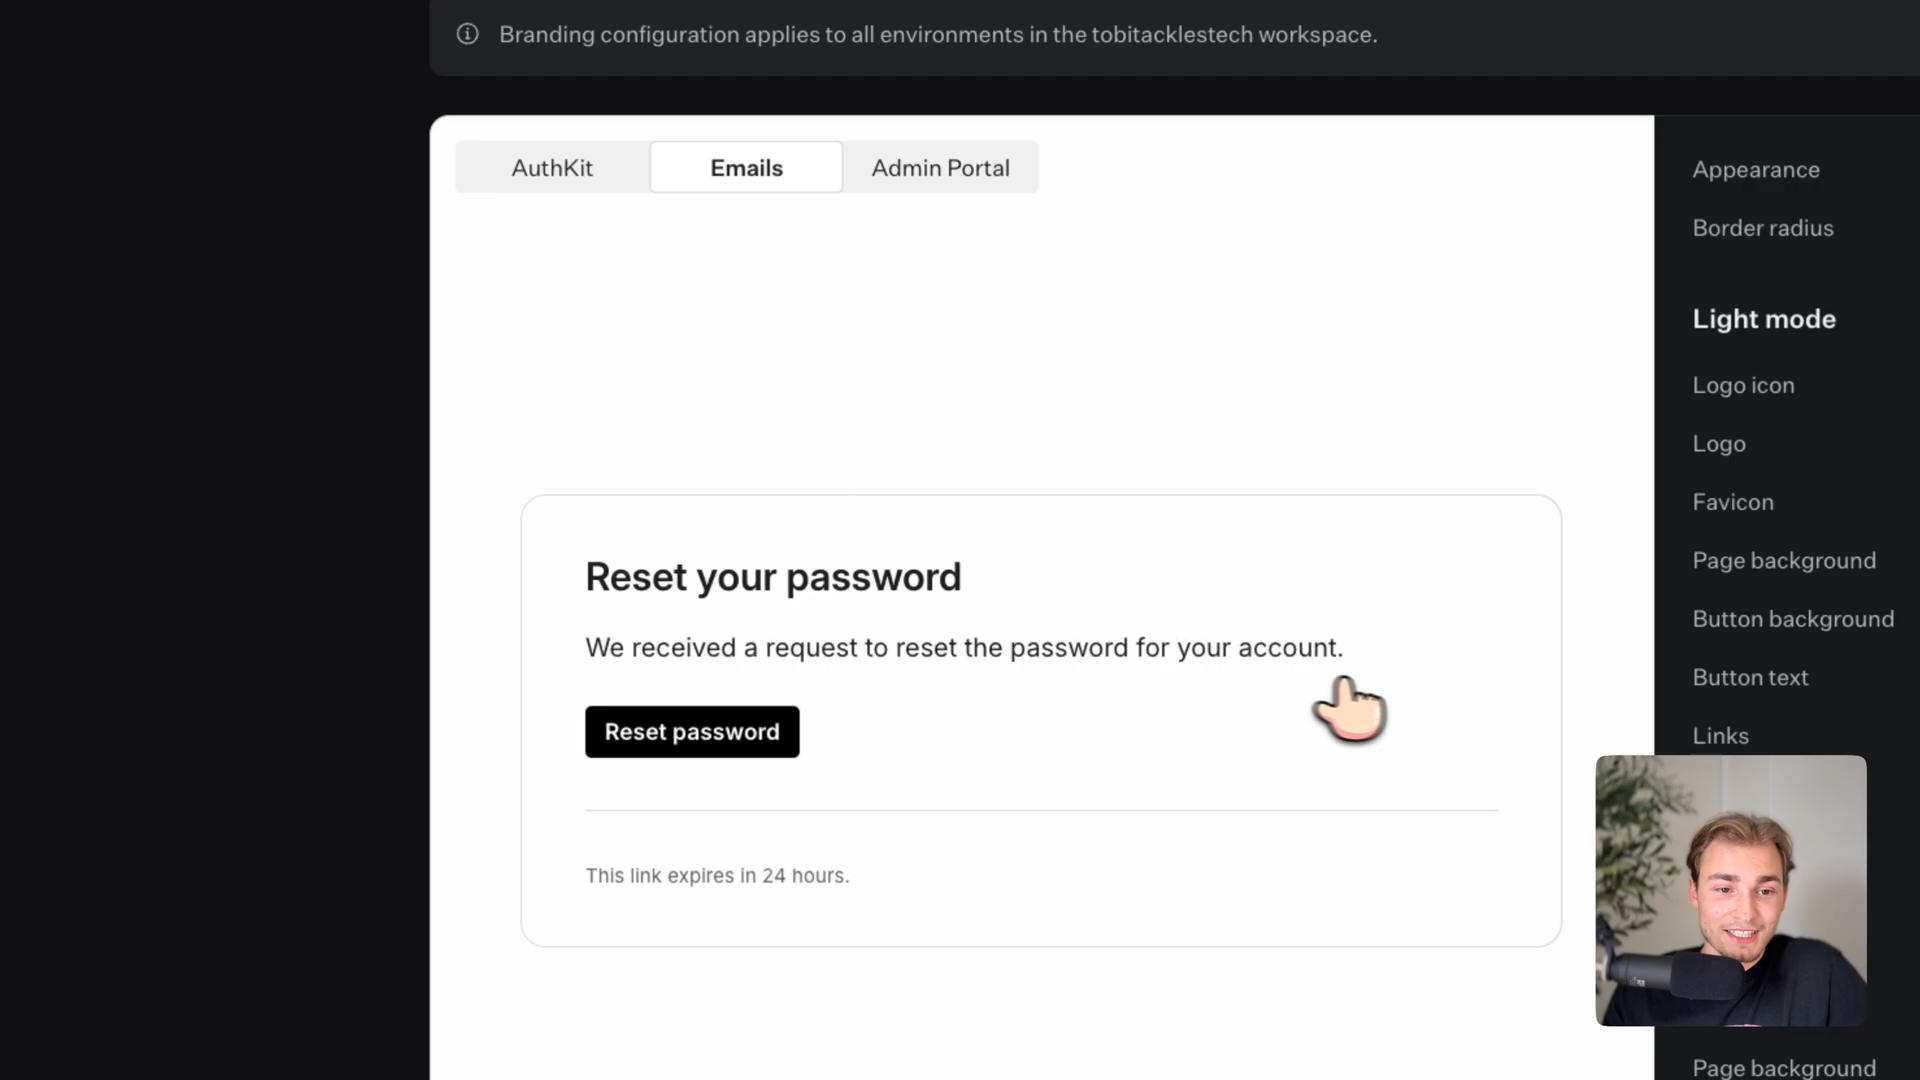 Branding configuration applies to all environments in the tobitacklestech workspace.
AuthKit
Emails
Admin Portal
Reset your password
We received a request to reset the password for your account.
Reset password
This link expires in 24 hours.
Appearance
Border radius
Light mode
Logo icon
Logo
Favicon
Page background
Button background
Button text
Links
Page background